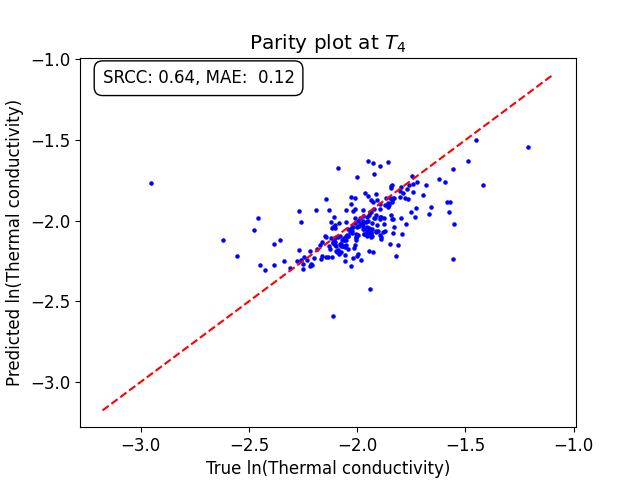 Parity plot at T₄
SRCC: 0.64, MAE:  0.12
Predicted ln(Thermal conductivity)
−1.0
−1.5
−2.0
−2.5
−3.0
−3.0 −2.5 −2.0 −1.5 −1.0
True ln(Thermal conductivity)